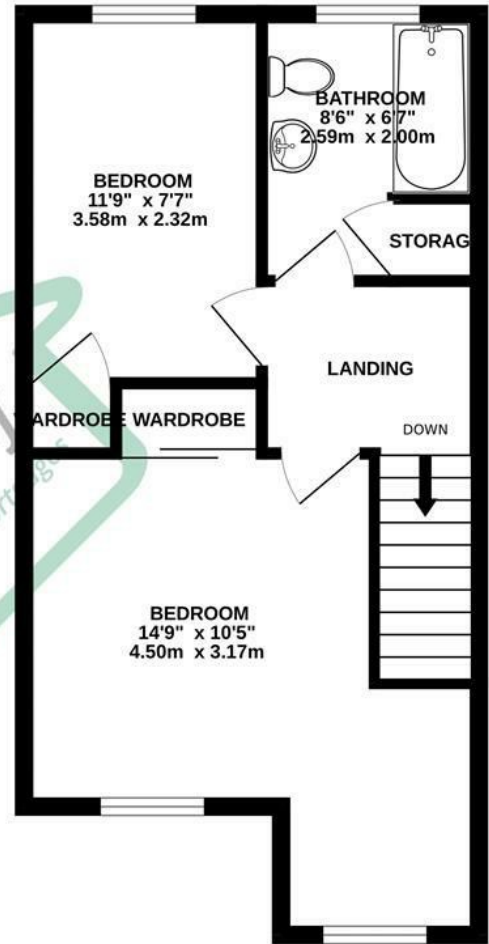 BATHROOM
8'6" x 6'7"
2.59m x 2.00m
BEDROOM
11'9" x 7'7"
3.58m x 2.32m
STORAG
LANDING
WARDROBE WARDROBE
DOWN
BEDROOM
14'9" x 10'5"
4.50m x 3.17m